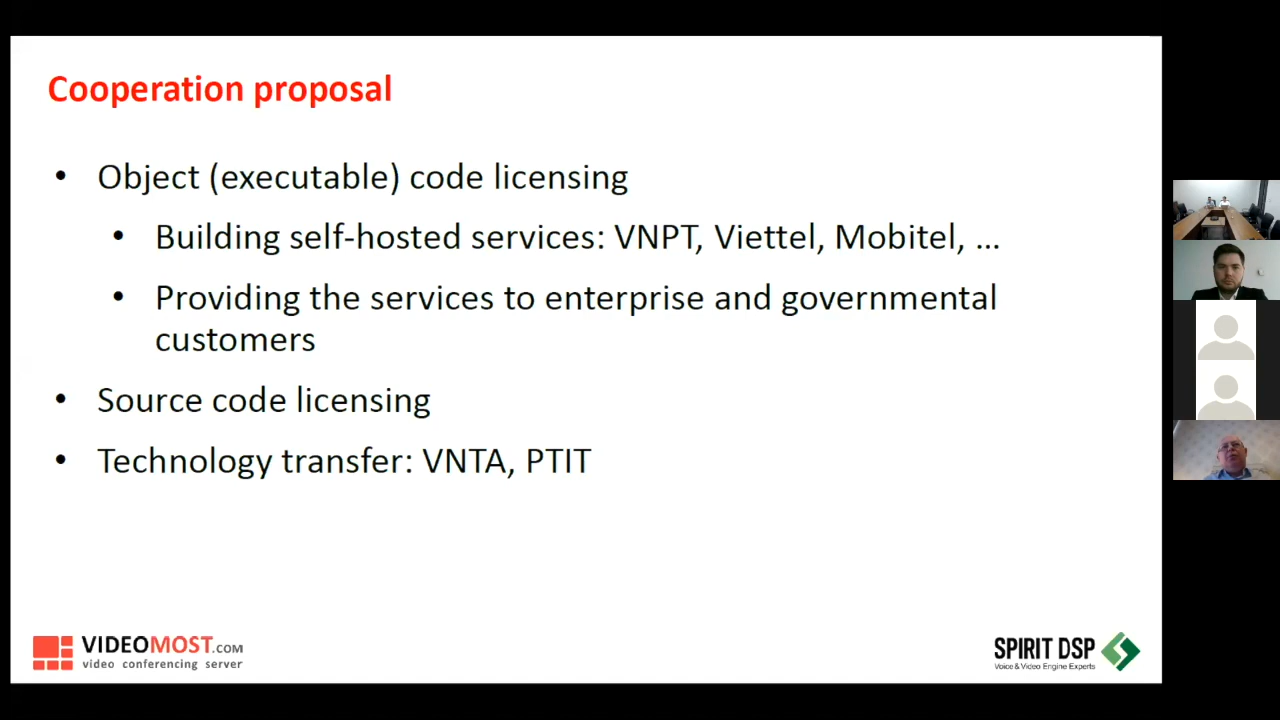 Cooperation proposal
• Object (executable) code licensing
• Building self-hosted services: VNPT, Viettel, Mobitel, ...
• Providing the services to enterprise and governmental
customers
• Source code licensing
• Technology transfer: VNTA, PTIT
VIDEOMOST.COM
video conferencing server
SPIRIT DSP
Voice & Video Engine Experts